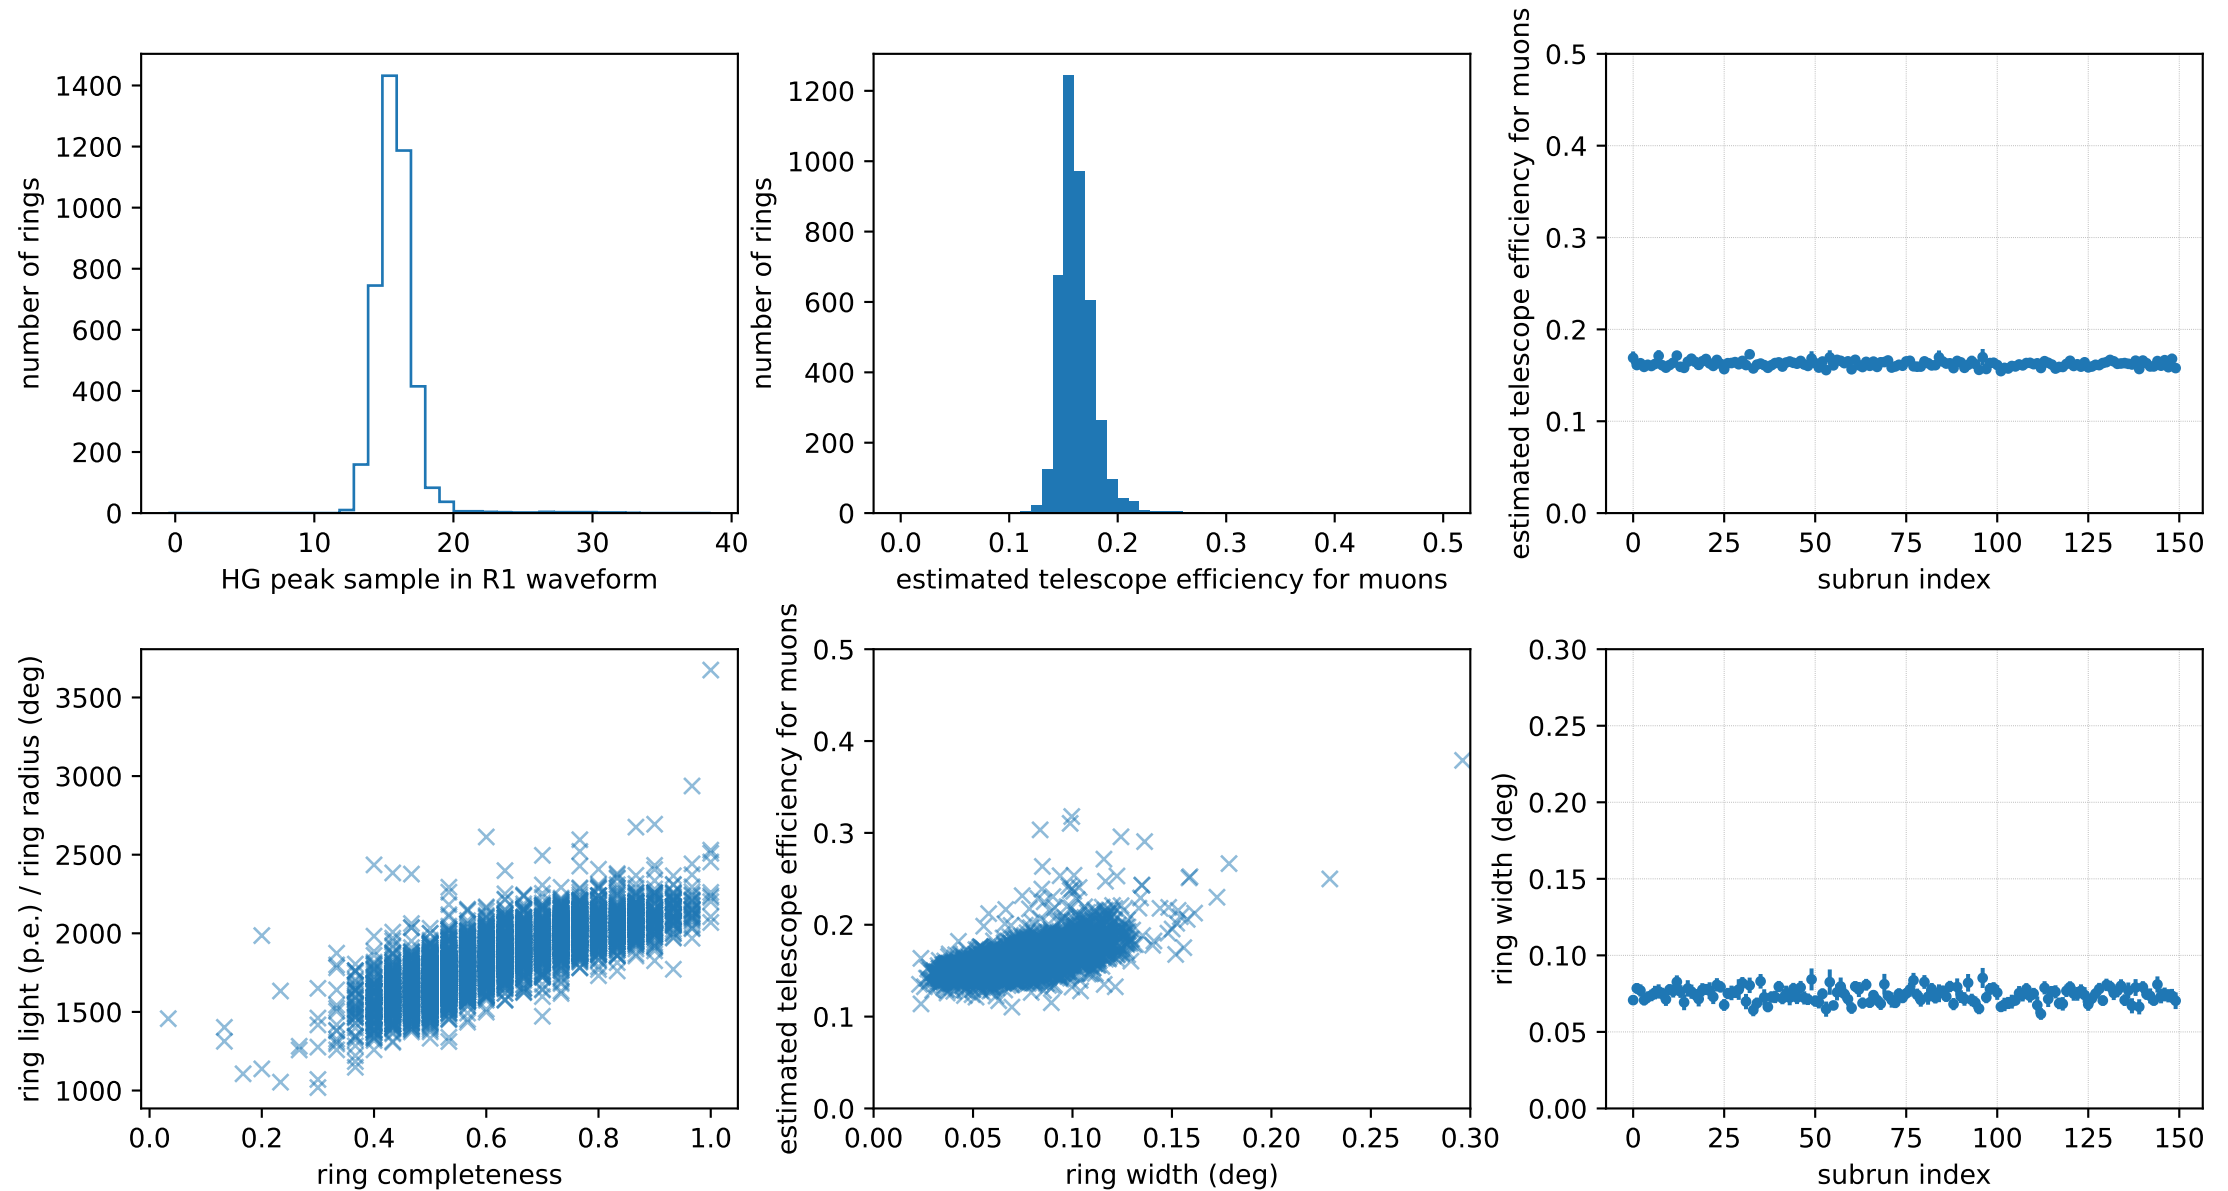 number of rings
1400
1200
1000
800
600
400
200
0
0 10 20 30 40
HG peak sample in R1 waveform
number of rings
1200
1000
800
600
400
200
0
0.0 0.1 0.2 0.3 0.4 0.5
estimated telescope efficiency for muons
estimated telescope efficiency for muons
0.5
0.4
0.3
0.2
0.1
0.0
0 25 50 75 100 125 150
subrun index
ring light (p.e.) / ring radius (deg)
3500
3000
2500
2000
1500
1000
0.0 0.2 0.4 0.6 0.8 1.0
ring completeness
estimated telescope efficiency for muons
0.5
0.4
0.3
0.2
0.1
0.0
0.00 0.05 0.10 0.15 0.20 0.25 0.30
ring width (deg)
ring width (deg)
0.30
0.25
0.20
0.15
0.10
0.05
0.00
0 25 50 75 100 125 150
subrun index